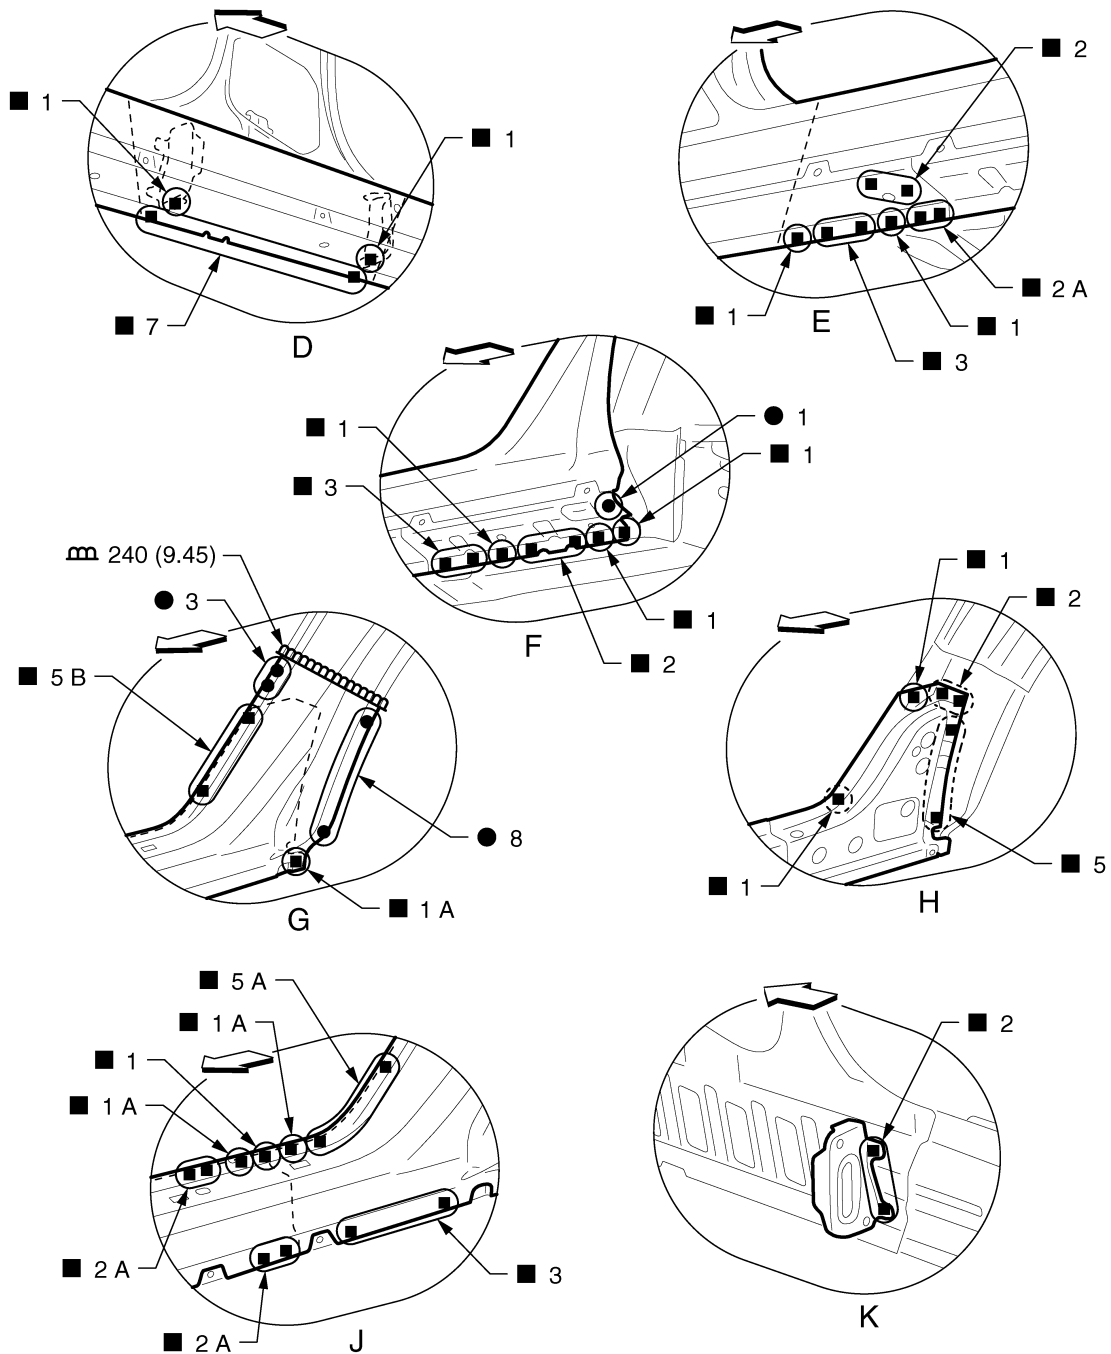 ■ 1
■ 1
■ 7
D
■ 2
■ 1
■ 2 A
■ 1
■ 3
E
■ 1
■ 3
● 1
■ 1
■ 1
■ 2
F
240 (9.45)
● 3
■ 5 B
● 8
■ 1 A
G
■ 1
■ 2
■ 1
■ 5
H
■ 5 A
■ 1 A
■ 1
■ 1 A
■ 2 A
■ 2 A
■ 3
J
■ 2
K